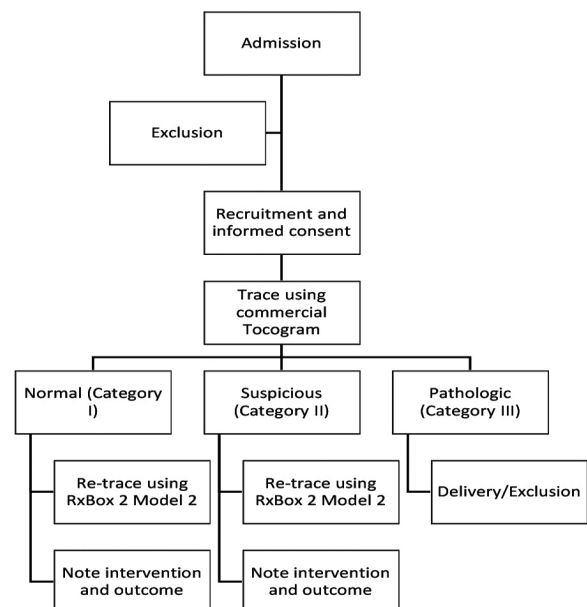 Admission
Exclusion
Recruitment and
informed consent
Trace using
commercial
Tocogram
Normal (Category
I)
Suspicious
(Category II)
Pathologic
(Category III)
Re-trace using
RxBox 2 Model 2
Re-trace using
RxBox 2 Model 2
Delivery/Exclusion
Note intervention
and outcome
Note intervention
and outcome